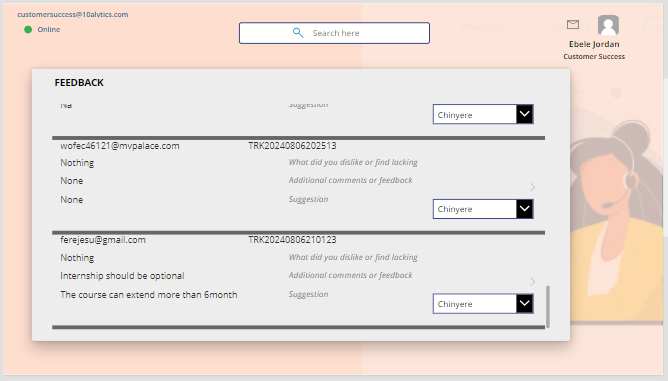 customersuccess@10alytics.com
Online
Search here
Ebele Jordan
Customer Success
FEEDBACK
Na Suggestion
Chinyere
wofec46121@mvpalace.com TRK20240806202513
Nothing What did you dislike or find lacking
None Additional comments or feedback
None Suggestion
Chinyere
ferejesu@gmail.com TRK20240806210123
Nothing What did you dislike or find lacking
Internship should be optional Additional comments or feedback
The course can extend more than 6month Suggestion
Chinyere